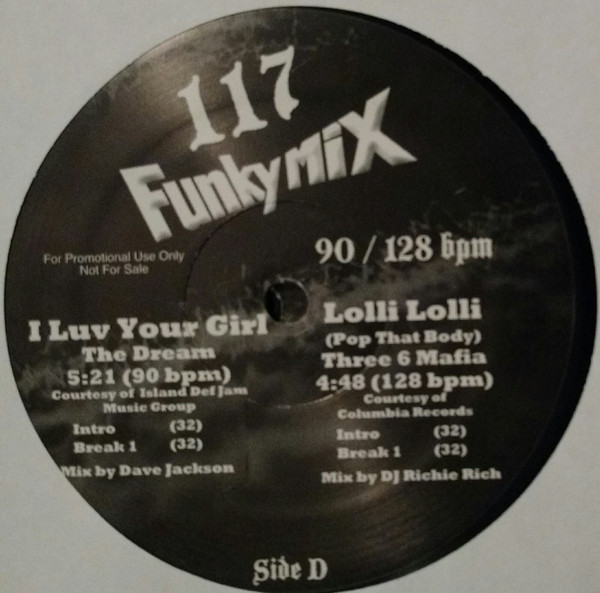 117
FunkyMiX
For Promotional Use Only
Not For Sale
90 / 128 bpm
I Luv Your Girl
The Dream
5:21 (90 bpm)
Courtesy of Island Def Jam
Music Group
Intro (32)
Break 1 (32)
Mix by Dave Jackson
Lolli Lolli
(Pop That Body)
Three 6 Mafia
4:48 (128 bpm)
Courtesy of
Columbia Records
Intro (32)
Break 1 (32)
Mix by DJ Richie Rich
Side D